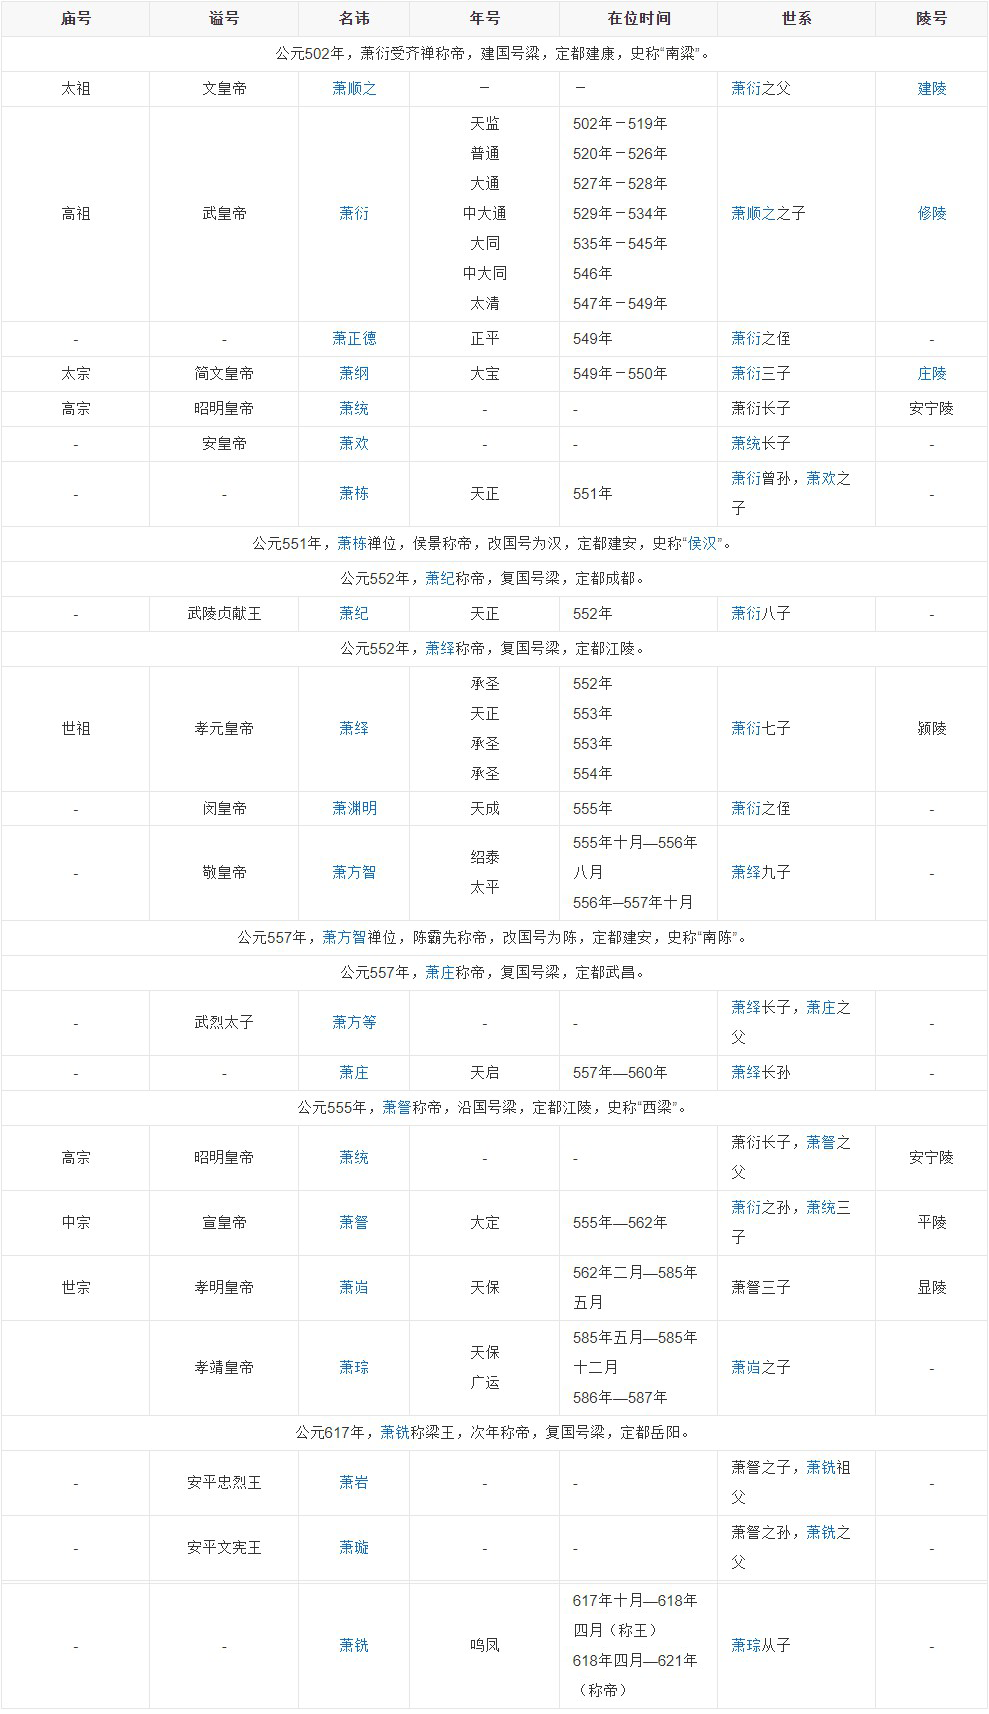 庙号 谥号 名讳 年号 在位时间 世系 陵号
公元502年，萧衍受齐禅称帝，建国号梁，定都建康，史称“南梁”。
太祖 文皇帝 萧顺之 － － 萧衍之父 建陵
高祖 武皇帝 萧衍 天监 502年－519年 萧顺之之子 修陵
普通 520年－526年
大通 527年－528年
中大通 529年－534年
大同 535年－545年
中大同 546年
太清 547年－549年
- - 萧正德 正平 549年 萧衍之侄 -
太宗 简文皇帝 萧纲 大宝 549年－550年 萧衍三子 庄陵
高宗 昭明皇帝 萧统 - - 萧衍长子 安宁陵
- 安皇帝 萧欢 - - 萧统长子 -
- - 萧栋 天正 551年 萧衍曾孙，萧欢之
子 -
公元551年，萧栋禅位，侯景称帝，改国号为汉，定都建安，史称“侯汉”。
公元552年，萧纪称帝，复国号梁，定都成都。
- 武陵贞献王 萧纪 天正 552年 萧衍八子 -
公元552年，萧绎称帝，复国号梁，定都江陵。
世祖 孝元皇帝 萧绎 承圣 552年 萧衍七子 颍陵
天正 553年
承圣 553年
承圣 554年
- 闵皇帝 萧渊明 天成 555年 萧衍之侄 -
- 敬皇帝 萧方智 绍泰 555年十月—556年 萧绎九子 -
八月
太平 556年—557年十月
公元557年，萧方智禅位，陈霸先称帝，改国号为陈，定都建安，史称“南陈”。
公元557年，萧庄称帝，复国号梁，定都武昌。
- 武烈太子 萧方等 - - 萧绎长子，萧庄之
父 -
- - 萧庄 天启 557年—560年 萧绎长孙 -
公元555年，萧詧称帝，沿国号梁，定都江陵，史称“西梁”。
高宗 昭明皇帝 萧统 - - 萧衍长子，萧詧之
父 安宁陵
中宗 宣皇帝 萧詧 大定 555年—562年 萧衍之孙，萧统三
子 平陵
世宗 孝明皇帝 萧岿 天保 562年二月—585年 萧詧三子 显陵
五月
孝靖皇帝 萧琮 天保 585年五月—585年 萧岿之子 -
十二月
广运 586年—587年
公元617年，萧铣称梁王，次年称帝，复国号梁，定都岳阳。
- 安平忠烈王 萧岩 - - 萧詧之子，萧铣祖
父 -
- 安平文宪王 萧璇 - - 萧詧之孙，萧铣之
父 -
- - 萧铣 鸣凤 617年十月—618年 萧琮从子 -
四月（称王）
618年四月—621年
（称帝）